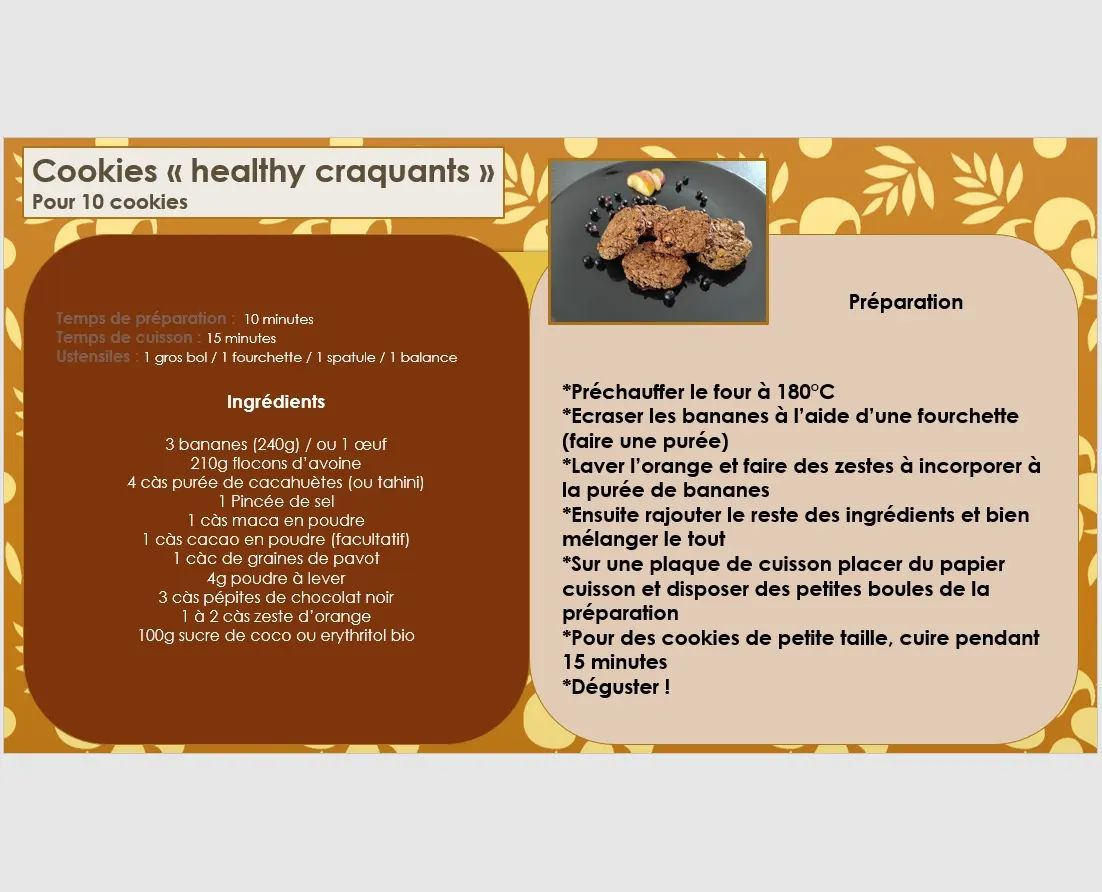 Cookies « healthy craquants »
Pour 10 cookies
Temps de préparation : 10 minutes
Temps de cuisson : 15 minutes
Ustensiles : 1 gros bol / 1 fourchette / 1 spatule / 1 balance
Ingrédients
3 bananes (240g) / ou 1 œuf
210g flocons d’avoine
4 càs purée de cacahuètes (ou tahini)
1 Pincée de sel
1 càs maca en poudre
1 càs cacao en poudre (facultatif)
1 càc de graines de pavot
4g poudre à lever
3 càs pépites de chocolat noir
1 à 2 càs zeste d’orange
100g sucre de coco ou erythritol bio
Préparation
*Préchauffer le four à 180°C
*Ecraser les bananes à l’aide d’une fourchette
(faire une purée)
*Laver l’orange et faire des zestes à incorporer à
la purée de bananes
*Ensuite rajouter le reste des ingrédients et bien
mélanger le tout
*Sur une plaque de cuisson placer du papier
cuisson et disposer des petites boules de la
préparation
*Pour des cookies de petite taille, cuire pendant
15 minutes
*Déguster !